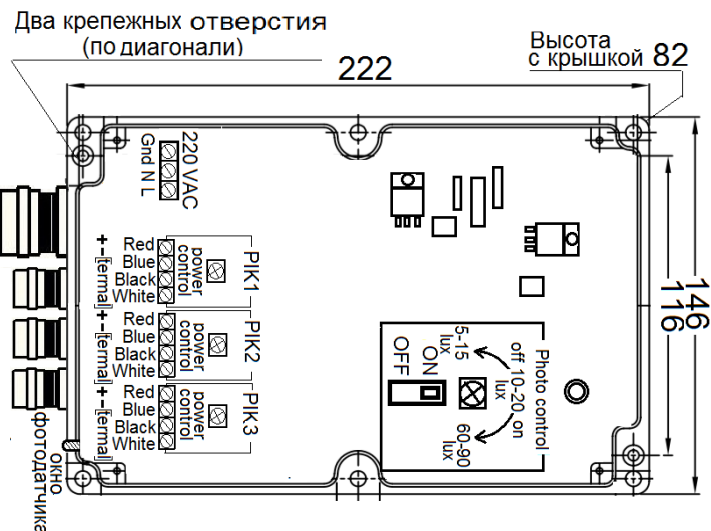 Два крепежных отверстия
(по диагонали)
Высота
с крышкой 82
222
220 VAC
Gnd N L
+ - [termal]
Red
Blue
Black
White
power
control
PIK1
+ - [termal]
Red
Blue
Black
White
power
control
PIK2
+ - [termal]
Red
Blue
Black
White
power
control
PIK3
OFF
ON
5-15
lux
Photo control
off 10-20, on
lux
60-90
lux
116
146
окно
фотодатчика